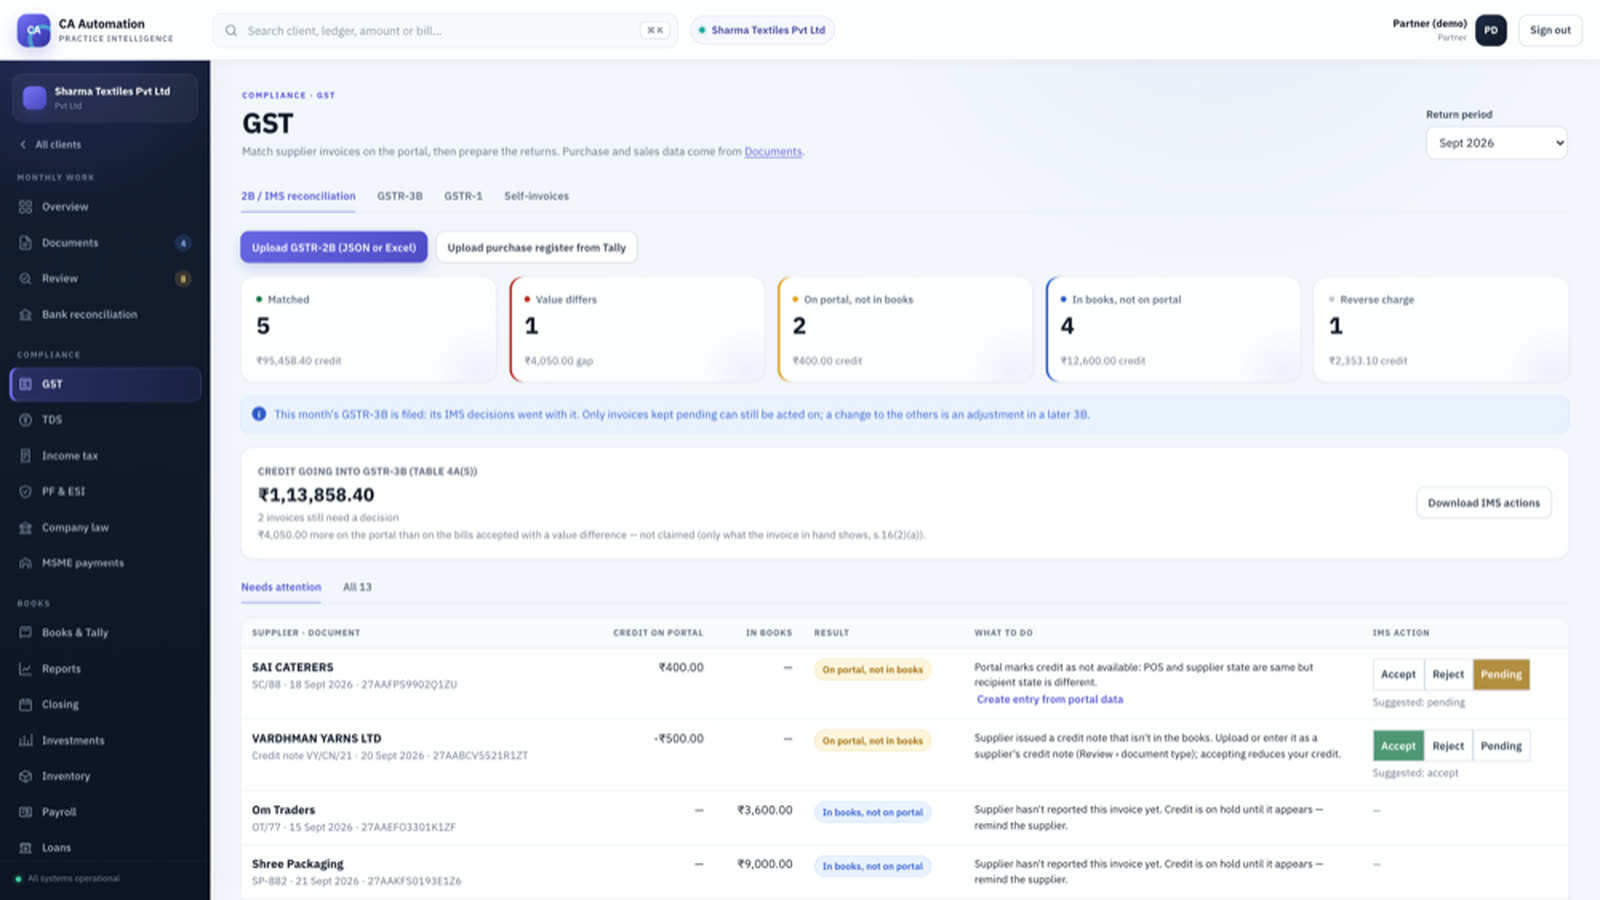 CA Automation
PRACTICE INTELLIGENCE
Search client, ledger, amount or bill...
⌘ K
Sharma Textiles Pvt Ltd
Partner (demo)
Partner
PD
Sign out
CA
Sharma Textiles Pvt Ltd
Pvt Ltd
All clients
MONTHLY WORK
Overview
Documents 4
Review 8
Bank reconciliation
COMPLIANCE
GST
TDS
Income tax
PF & ESI
Company law
MSME payments
BOOKS
Books & Tally
Reports
Closing
Investments
Inventory
Payroll
Loans
All systems operational
COMPLIANCE · GST
GST
Match supplier invoices on the portal, then prepare the returns. Purchase and sales data come from Documents.
Return period
Sept 2026
2B / IMS reconciliation GSTR-3B GSTR-1 Self-invoices
Upload GSTR-2B (JSON or Excel) Upload purchase register from Tally
Matched
5
₹95,458.40 credit
Value differs
1
₹4,050.00 gap
On portal, not in books
2
₹400.00 credit
In books, not on portal
4
₹12,600.00 credit
Reverse charge
1
₹2,353.10 credit
This month's GSTR-3B is filed: its IMS decisions went with it. Only invoices kept pending can still be acted on; a change to the others is an adjustment in a later 3B.
CREDIT GOING INTO GSTR-3B (TABLE 4A(5))
₹1,13,858.40
2 invoices still need a decision
₹4,050.00 more on the portal than on the bills accepted with a value difference — not claimed (only what the invoice in hand shows, s.16(2)(a)).
Download IMS actions
Needs attention All 13
SUPPLIER · DOCUMENT CREDIT ON PORTAL IN BOOKS RESULT WHAT TO DO IMS ACTION
SAI CATERERS
SC/88 · 18 Sept 2026 · 27AAFPS9902Q1ZU
₹400.00 — On portal, not in books
Portal marks credit as not available: POS and supplier state are same but
recipient state is different.
Create entry from portal data
Accept Reject Pending
Suggested: pending
VARDHMAN YARNS LTD
Credit note VY/CN/21 · 20 Sept 2026 · 27AABCV5521R1ZT
-₹500.00 — On portal, not in books
Supplier issued a credit note that isn't in the books. Upload or enter it as a
supplier's credit note (Review › document type); accepting reduces your credit.
Accept Reject Pending
Suggested: accept
Om Traders
OT/77 · 15 Sept 2026 · 27AAEFO3301K1ZF
— ₹3,600.00 In books, not on portal
Supplier hasn't reported this invoice yet. Credit is on hold until it appears —
remind the supplier.
—
Shree Packaging
SP-882 · 21 Sept 2026 · 27AAKFS0193E1Z6
— ₹9,000.00 In books, not on portal
Supplier hasn't reported this invoice yet. Credit is on hold until it appears —
remind the supplier.
—